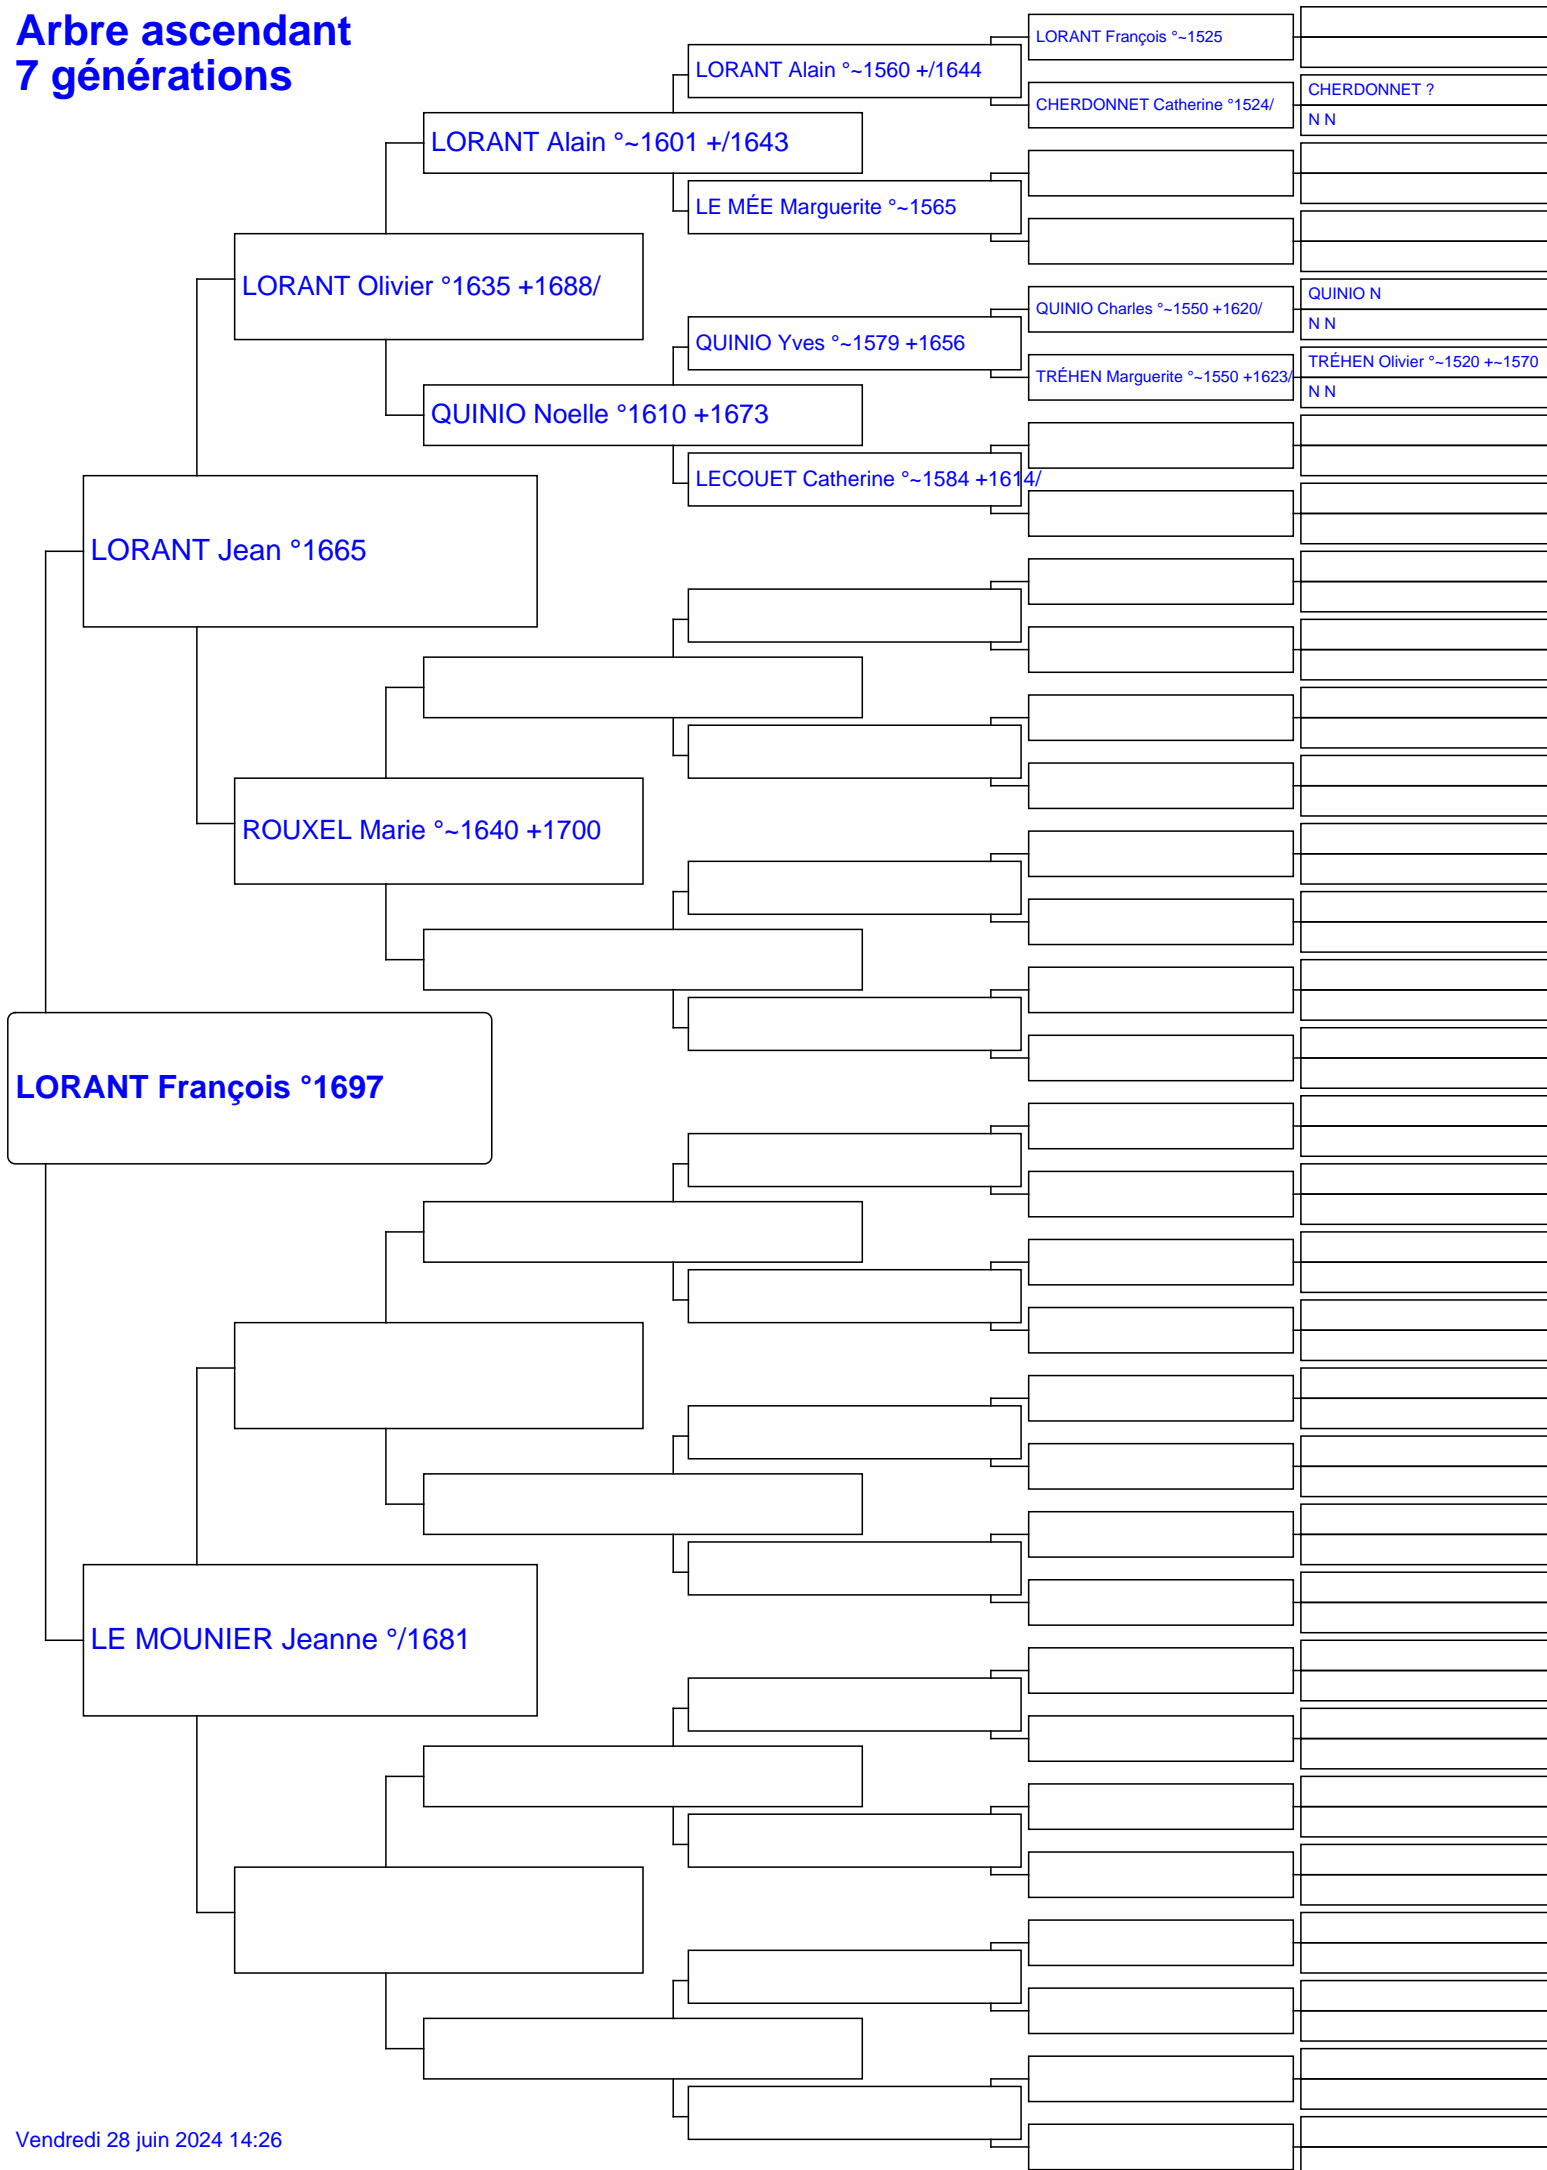 Arbre ascendant
7 générations
LORANT François °~1525
LORANT Alain °~1560 +/1644
CHERDONNET ?
CHERDONNET Catherine °1524/
N N
LORANT Alain °~1601 +/1643
LE MÉE Marguerite °~1565
LORANT Olivier °1635 +1688/
QUINIO N
QUINIO Charles °~1550 +1620/
N N
QUINIO Yves °~1579 +1656
TRÉHEN Olivier °~1520 +~1570
TRÉHEN Marguerite °~1550 +1623/
N N
QUINIO Noelle °1610 +1673
LECOUET Catherine °~1584 +1614/
LORANT Jean °1665
ROUXEL Marie °~1640 +1700
LORANT François °1697
LE MOUNIER Jeanne °/1681
Vendredi 28 juin 2024 14:26